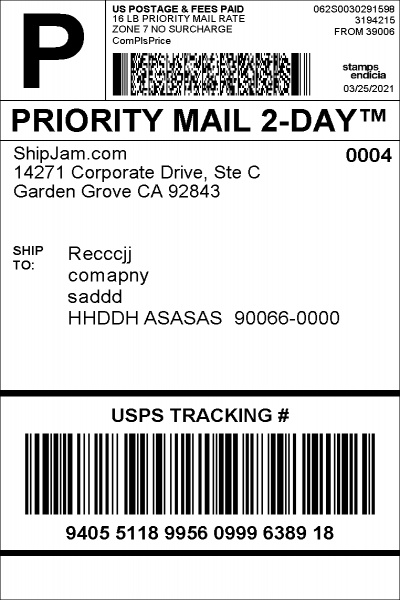 P
US POSTAGE & FEES PAID
16 LB PRIORITY MAIL RATE
ZONE 7 NO SURCHARGE
ComPlsPrice
062S0030291598
3194215
FROM 39006
stamps
endicia
03/25/2021
PRIORITY MAIL 2-DAY™
ShipJam.com
14271 Corporate Drive, Ste C
Garden Grove CA 92843
0004
SHIP
TO:
Recccjj
comapny
saddd
HHDDH ASASAS 90066-0000
USPS TRACKING #
9405 5118 9956 0999 6389 18